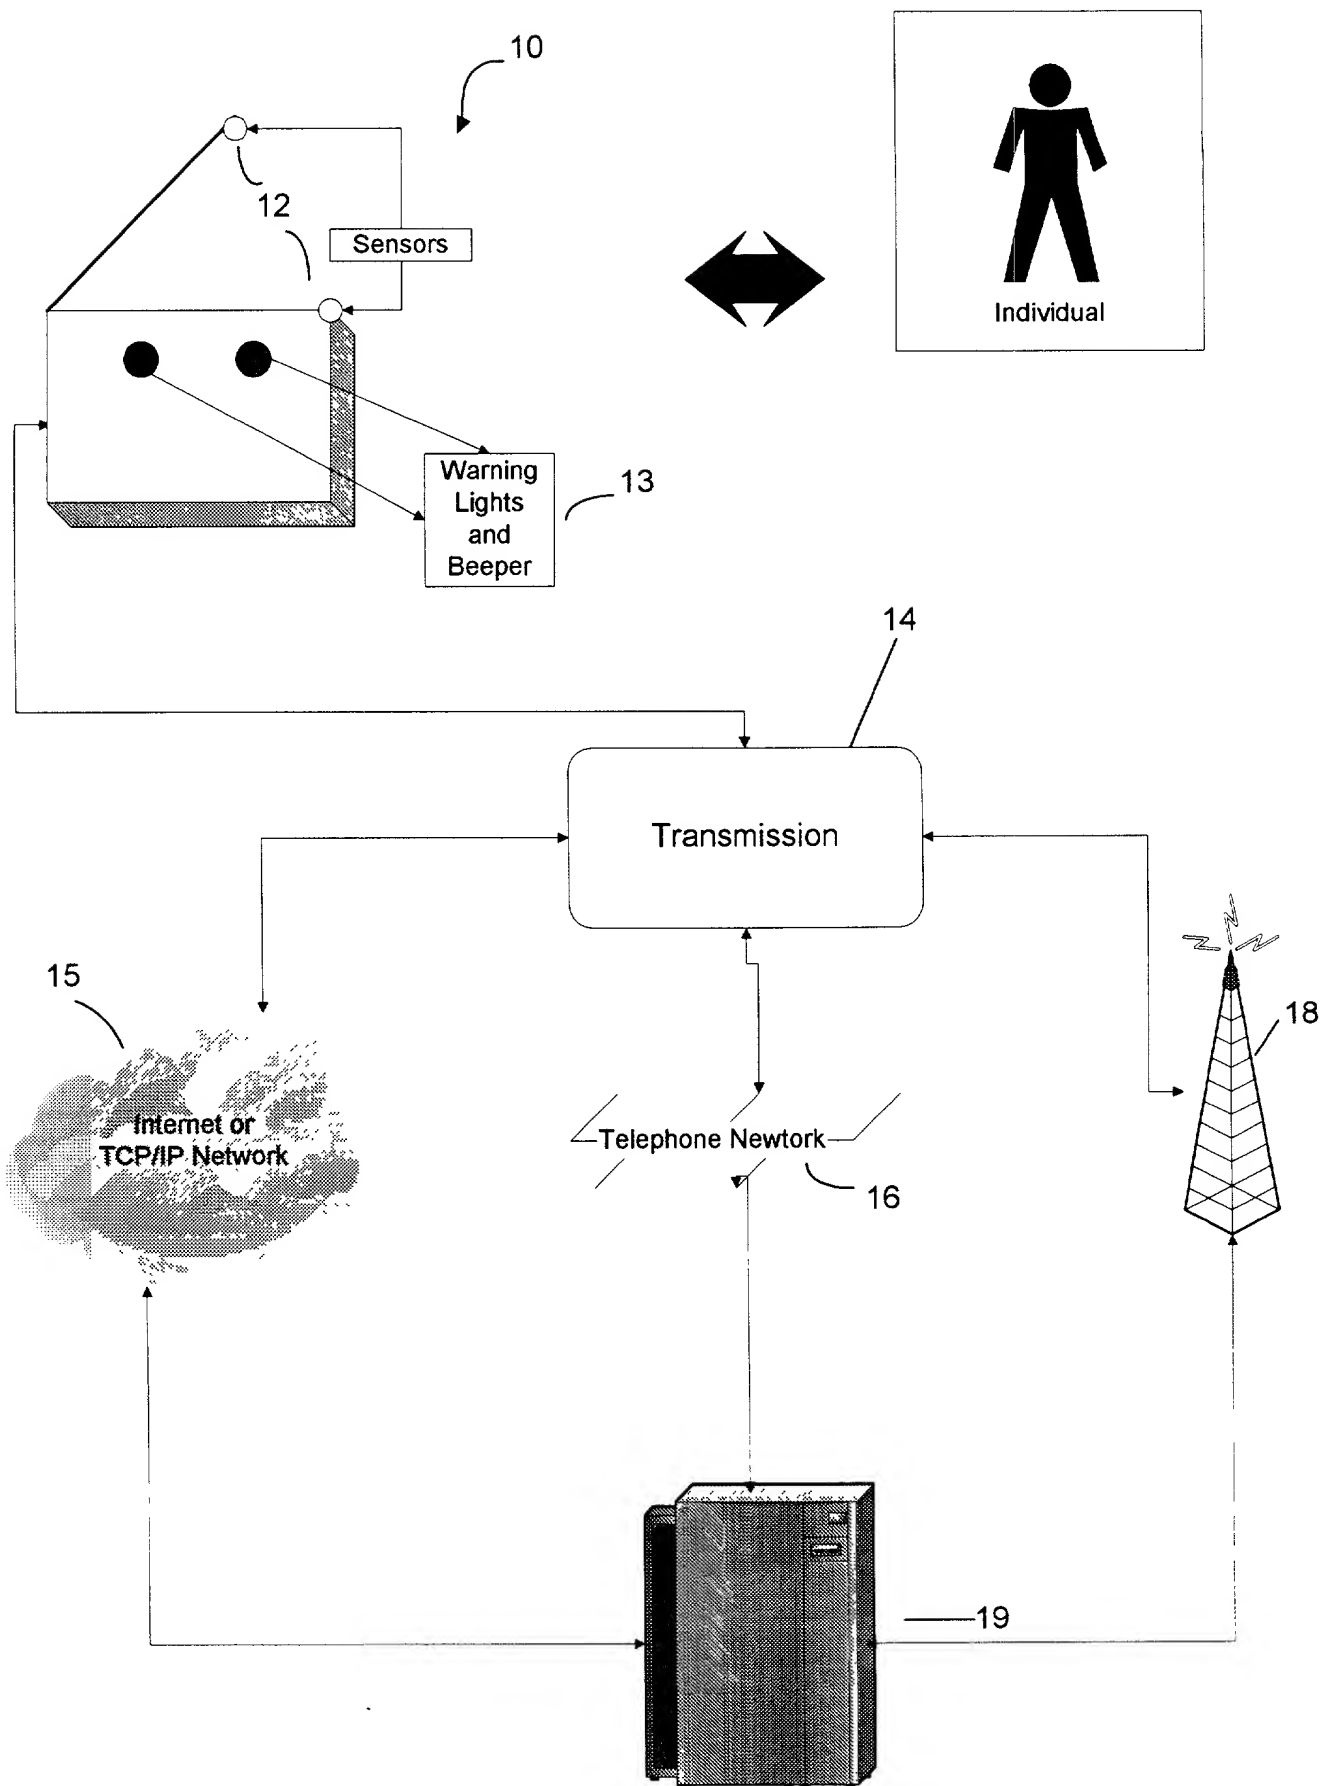 10
12
Sensors
Individual
Warning
Lights
and
Beeper
13
14
Transmission
15
18
Internet or
TCP/IP Network
Telephone Newtork
16
19